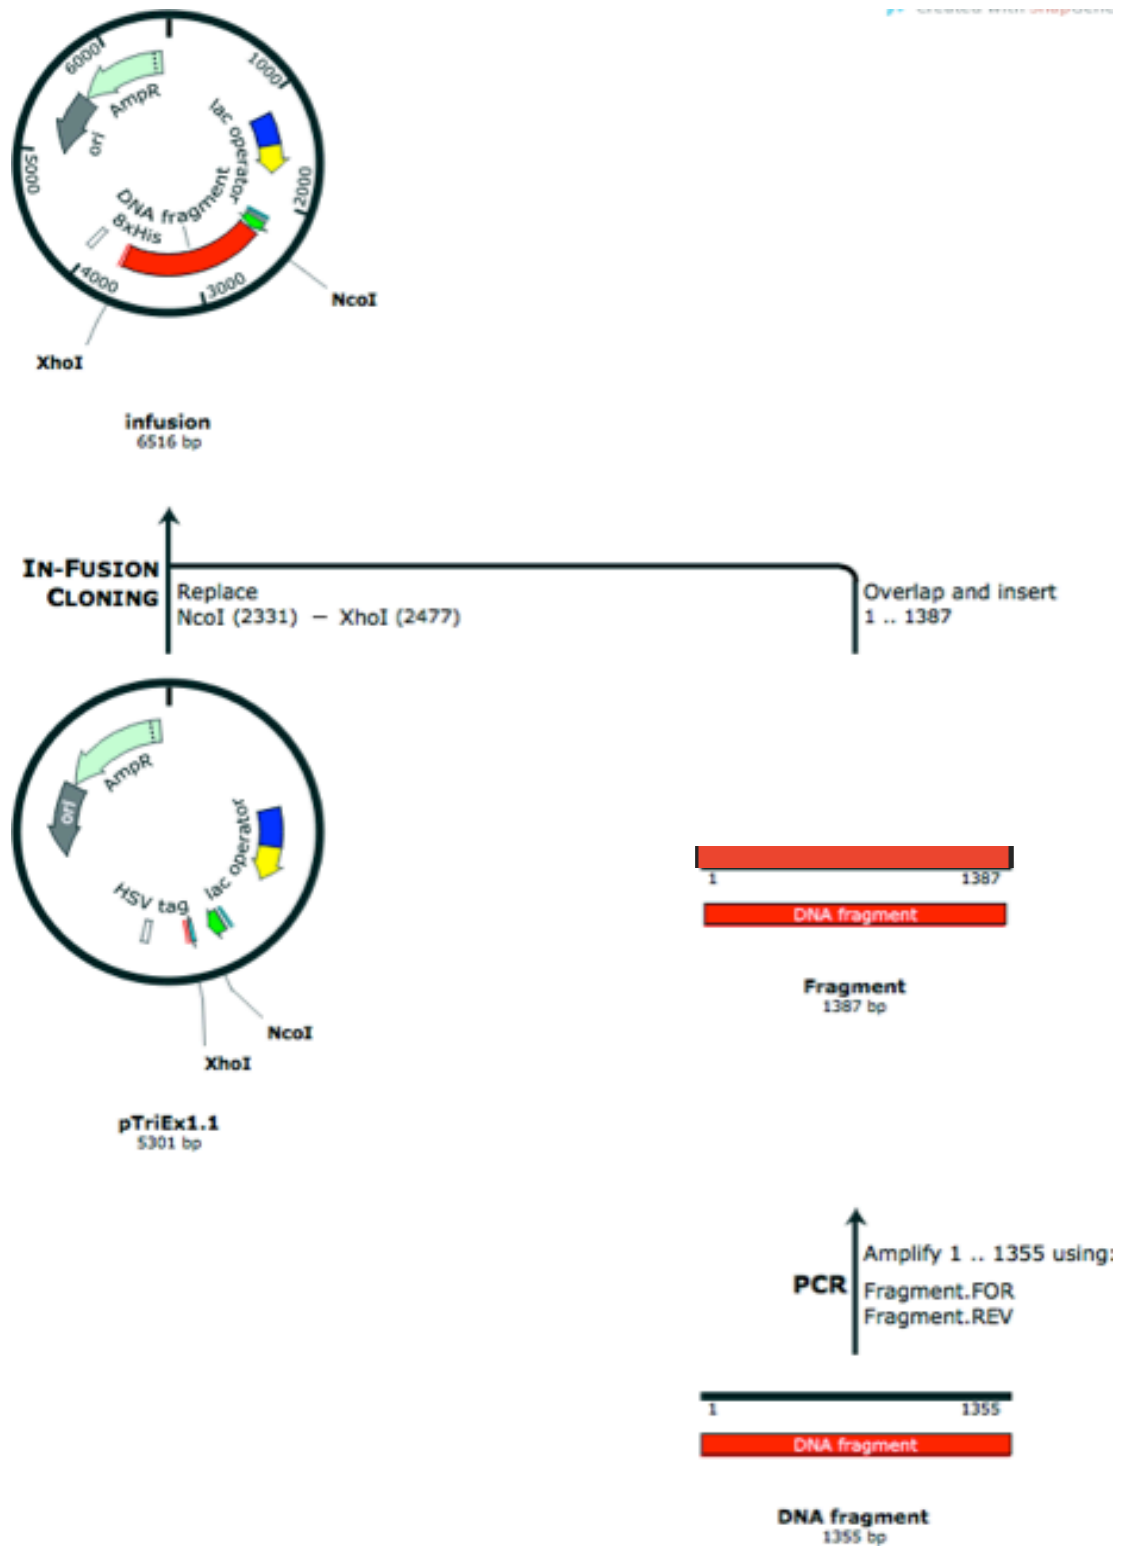 Created with SnapGene
6000
1000
AmpR
ori
lac operator
5000
DNA fragment
2000
8xHis
4000
3000
NcoI
XhoI
infusion
6516 bp
IN-FUSION
CLONING
Replace
NcoI (2331) – XhoI (2477)
Overlap and insert
1 .. 1387
AmpR
ori
lac operator
HSV tag
NcoI
XhoI
pTriEx1.1
5301 bp
1 1387
DNA fragment
Fragment
1387 bp
PCR
Amplify 1 .. 1355 using:
Fragment.FOR
Fragment.REV
1 1355
DNA fragment
DNA fragment
1355 bp